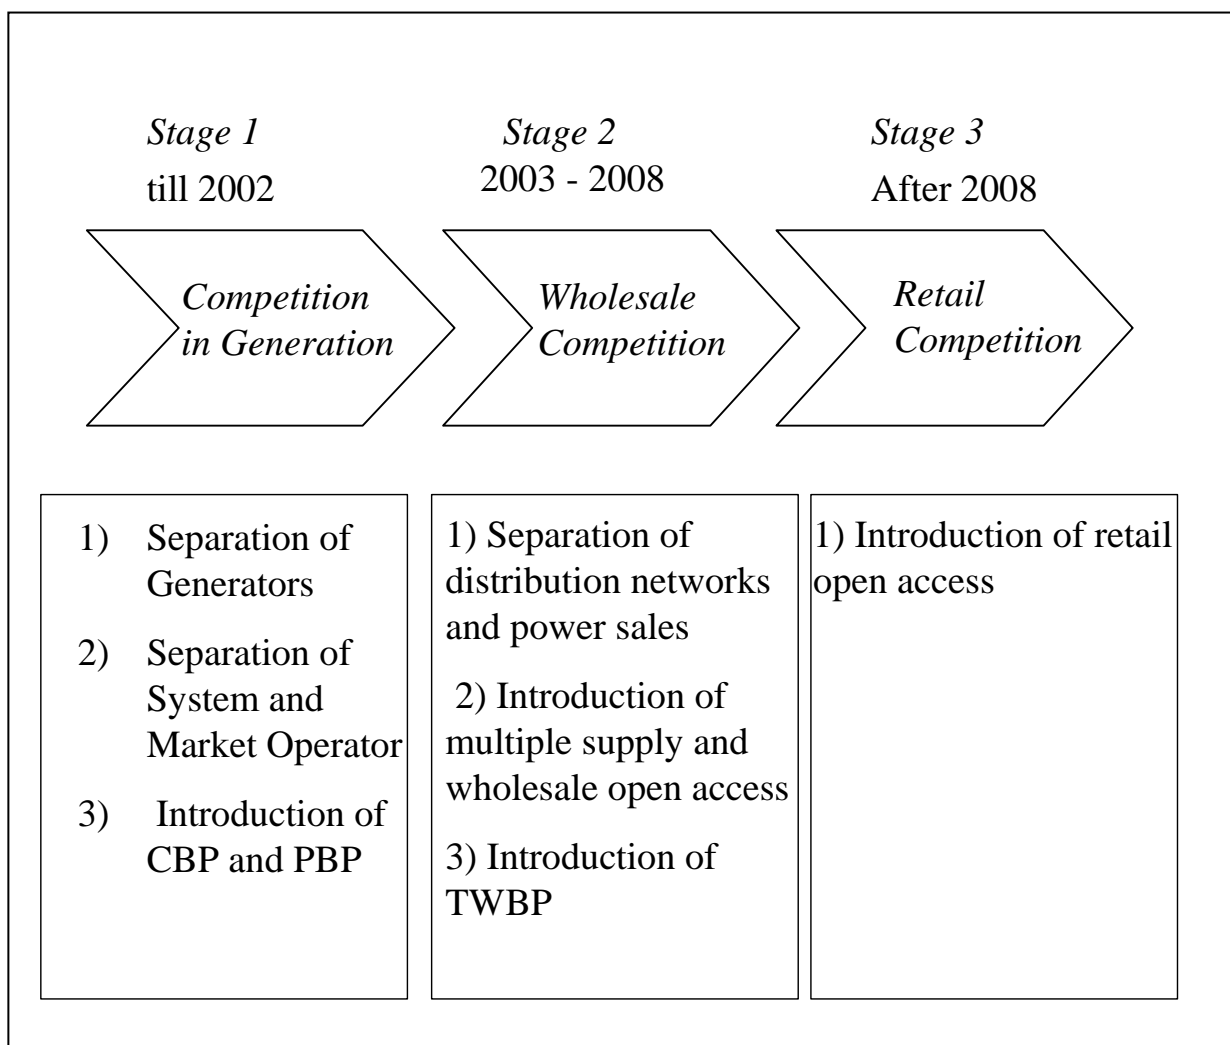 Stage 1
till 2002
Stage 2
2003 - 2008
Stage 3
After 2008
Competition
in Generation
Wholesale
Competition
Retail
Competition
1) Separation of
Generators
2) Separation of
System and
Market Operator
3) Introduction of
CBP and PBP
1) Separation of
distribution networks
and power sales
2) Introduction of
multiple supply and
wholesale open access
3) Introduction of
TWBP
1) Introduction of retail
open access